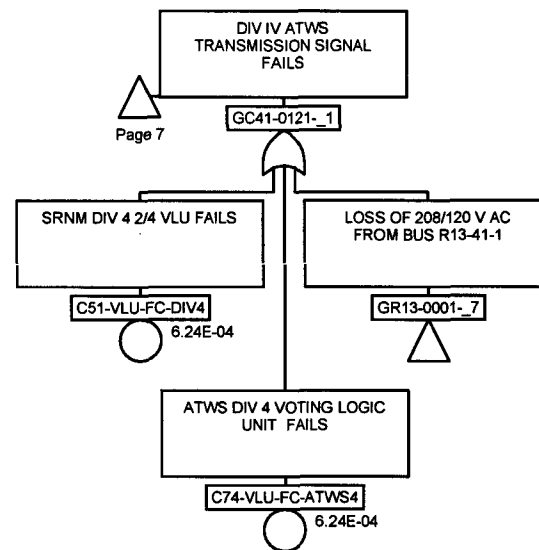 DIV IV ATWS
TRANSMISSION SIGNAL
FAILS
Page 7
GC41-0121-_1
SRNM DIV 4 2/4 VLU FAILS
C51-VLU-FC-DIV4
6.24E-04
LOSS OF 208/120 V AC
FROM BUS R13-41-1
GR13-0001-_7
ATWS DIV 4 VOTING LOGIC
UNIT FAILS
C74-VLU-FC-ATWS4
6.24E-04